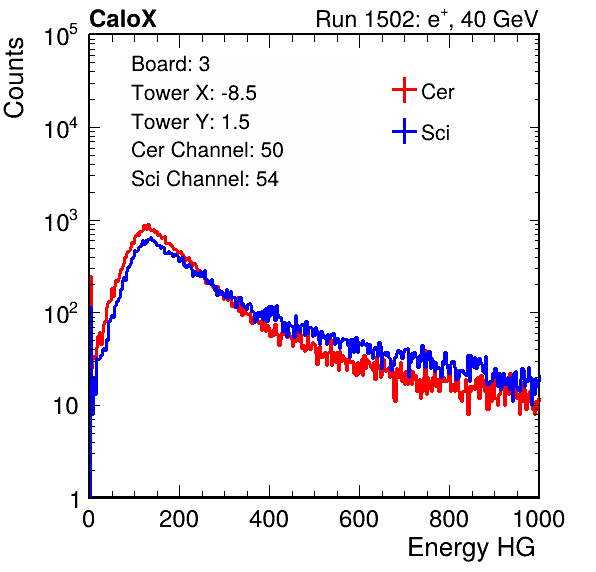 CaloX Run 1502: e⁺, 40 GeV
Counts
Board: 3
Tower X: -8.5
Tower Y: 1.5
Cer Channel: 50
Sci Channel: 54
Cer
Sci
10⁵
10⁴
10³
10²
10
1
0 200 400 600 800 1000
Energy HG